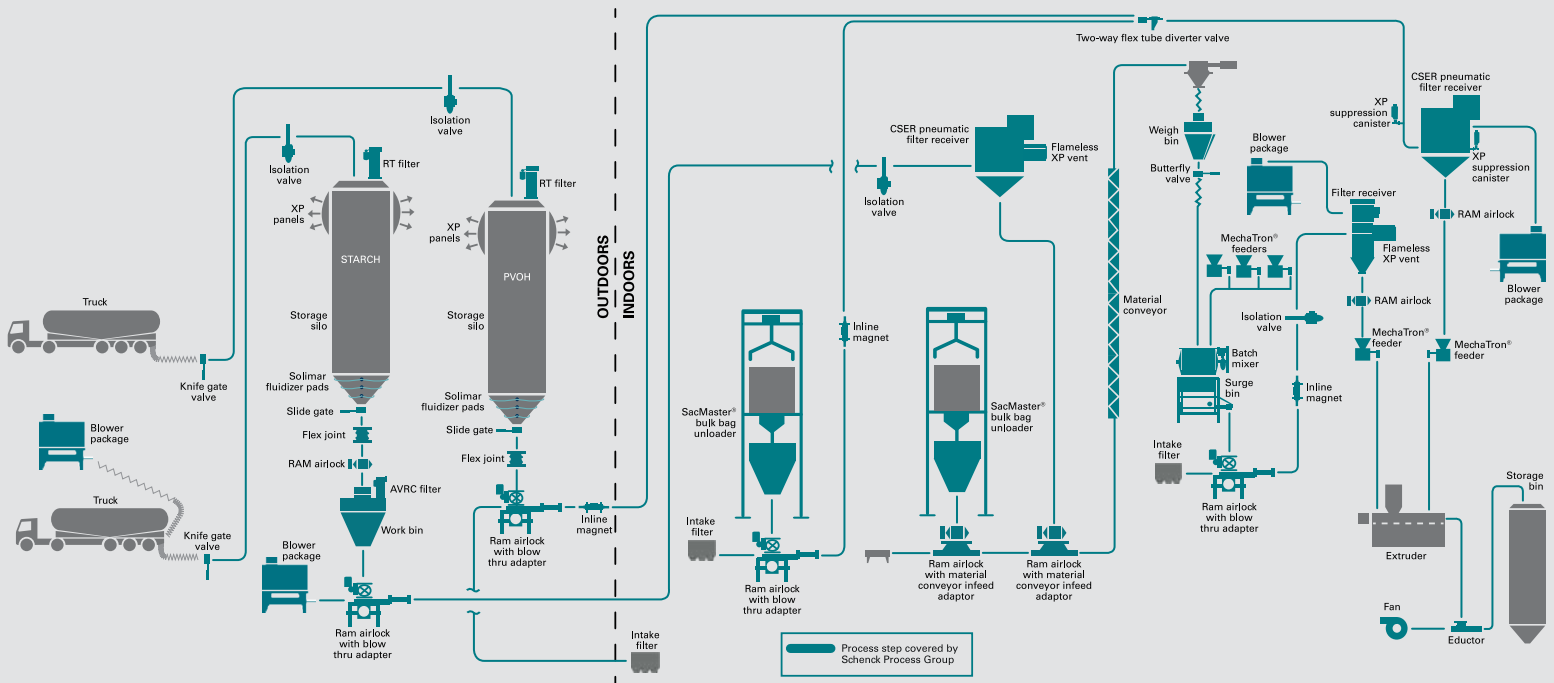 Two-way flex tube diverter valve
CSER pneumatic
filter receiver
XP
suppression
canister
XP
suppression
canister
RAM airlock
Blower
package
Isolation
valve
Isolation
valve
RT filter
RT filter
XP
panels
XP
panels
STARCH
PVOH
OUTDOORS
INDOORS
Truck
Storage
silo
Storage
silo
Knife gate
valve
Solimar
fluidizer pads
Solimar
fluidizer pads
Slide gate
Slide gate
Flex joint
Flex joint
RAM airlock
AVRC filter
Work bin
Blower
package
Truck
Knife gate
valve
Blower
package
Ram airlock
with blow
thru adapter
Ram airlock
with blow
thru adapter
Inline
magnet
Intake
filter
CSER pneumatic
filter receiver
Flameless
XP vent
Isolation
valve
Inline
magnet
SacMaster®
bulk bag
unloader
SacMaster®
bulk bag
unloader
Intake
filter
Ram airlock
with blow
thru adapter
Ram airlock
with material
conveyor infeed
adaptor
Ram airlock
with material
conveyor infeed
adaptor
Material
conveyor
Weigh
bin
Butterfly
valve
Blower
package
Filter receiver
Flameless
XP vent
MechaTron®
feeders
RAM airlock
Isolation
valve
MechaTron®
feeder
MechaTron®
feeder
Batch
mixer
Surge
bin
Inline
magnet
Intake
filter
Ram airlock
with blow
thru adapter
Extruder
Storage
bin
Fan
Eductor
Process step covered by
Schenck Process Group